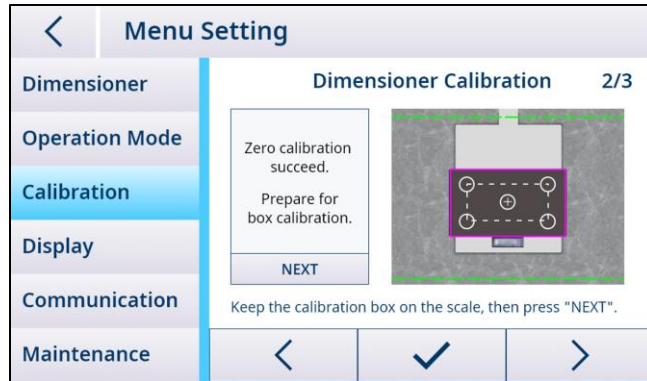 Menu Setting
Dimensioner
Operation Mode
Calibration
Display
Communication
Maintenance
Dimensioner Calibration 2/3
Zero calibration
succeed.
Prepare for
box calibration.
NEXT
Keep the calibration box on the scale, then press "NEXT".